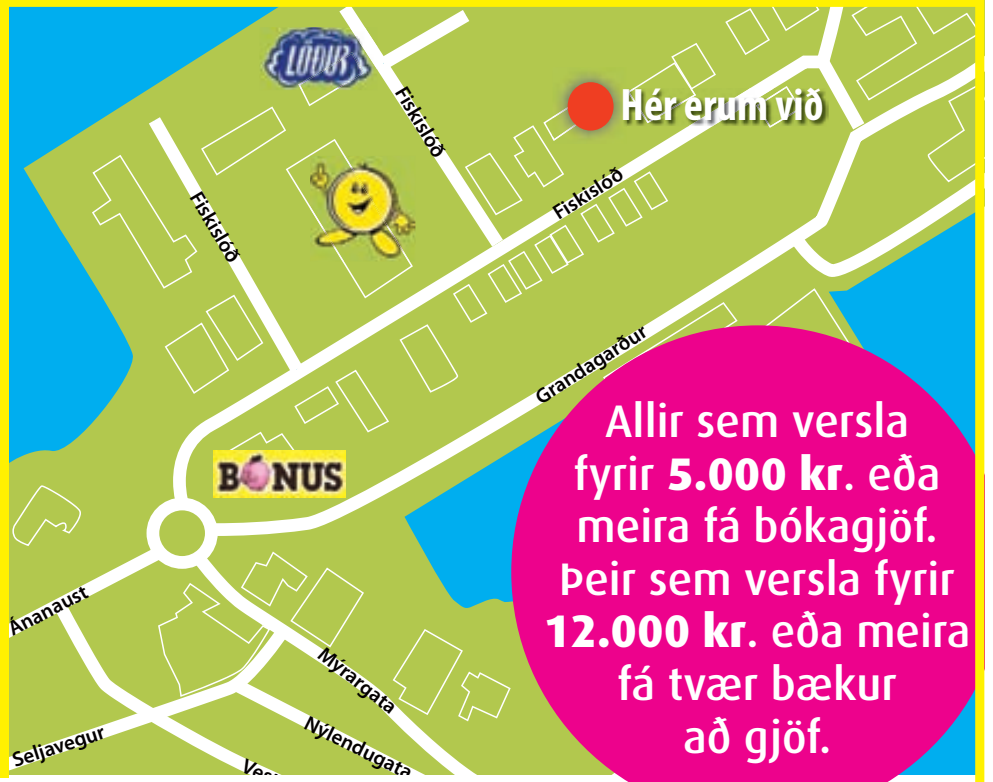 LÖÐUR
Fiskislóð
Hér erum við
Fiskislóð
Fiskislóð
Grandagarður
BÓNUS
Ánanaust
Mýrargata
Seljavegur
Nýlendugata
Allir sem versla
fyrir 5.000 kr. eða
meira fá bókagjöf.
Þeir sem versla fyrir
12.000 kr. eða meira
fá tvær bækur
að gjöf.